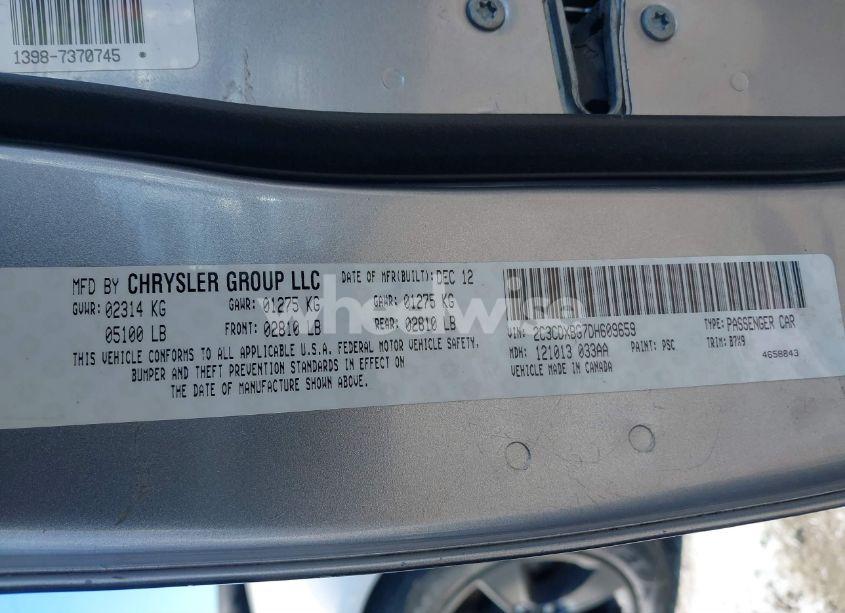 1398-7370745
MFD BY CHRYSLER GROUP LLC DATE OF MFR(BUILT): DEC 12
GVWR: 02314 KG GAWR: 01275 KG GAWR: 01275 KG
05100 LB FRONT: 02810 LB REAR: 02810 LB
THIS VEHICLE CONFORMS TO ALL APPLICABLE U.S.A. FEDERAL MOTOR VEHICLE SAFETY,
BUMPER AND THEFT PREVENTION STANDARDS IN EFFECT ON
THE DATE OF MANUFACTURE SHOWN ABOVE.
VIN: 2C3CDXBG7DH609659 TYPE: PASSENGER CAR
MDH: 121013 033AA PAINT: PSC TRIM: B7X9
VEHICLE MADE IN CANADA 4658843
wheelwise